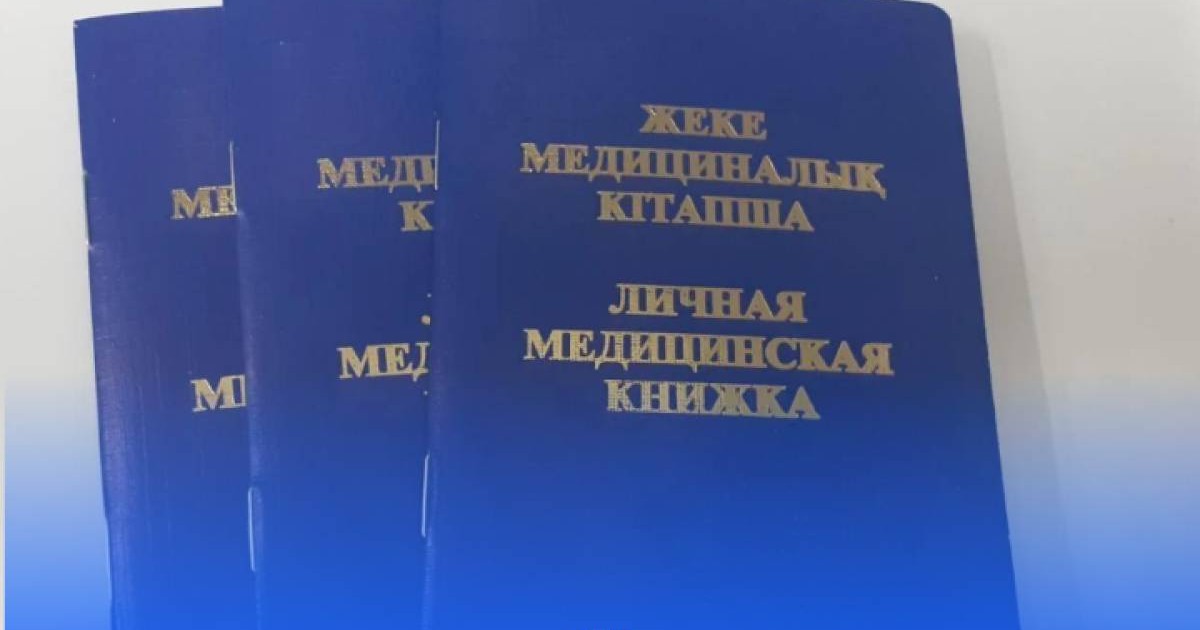 ЖЕКЕ
МЕДИЦИНАЛЫҚ
КІТАПША
ЛИЧНАЯ
МЕДИЦИНСКАЯ
КНИЖКА